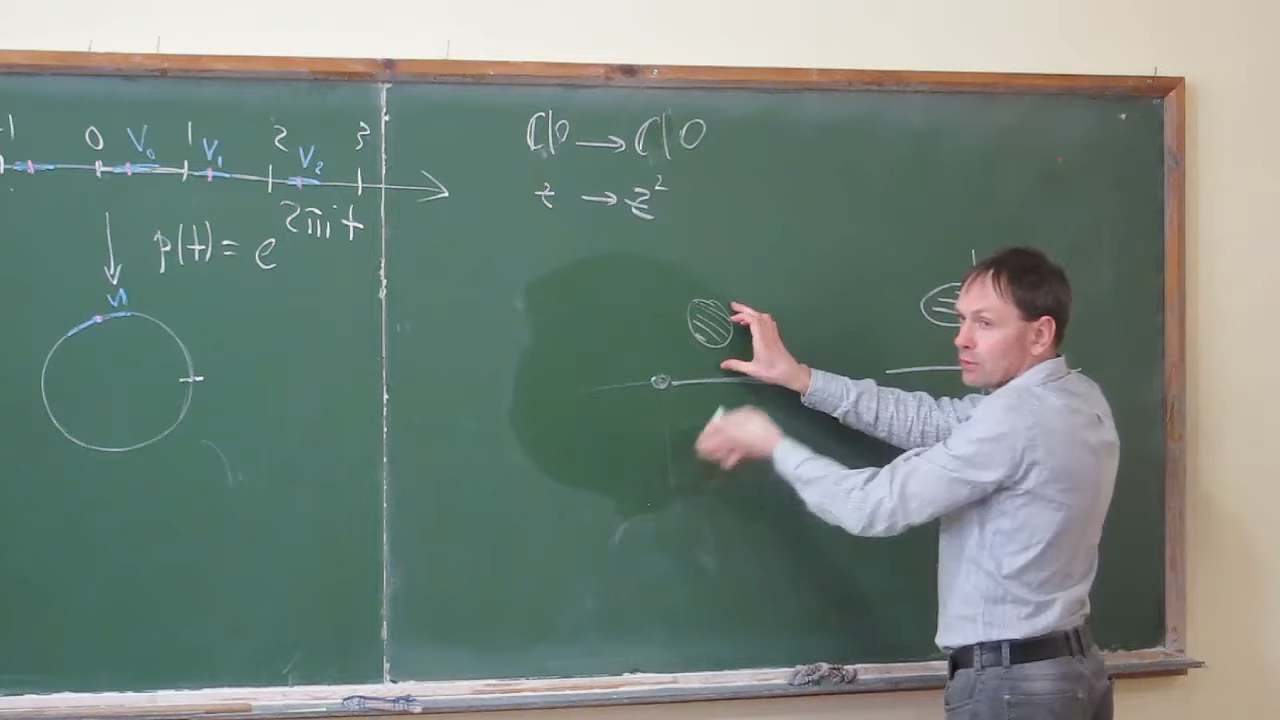 -1 0 V₀ 1 V₁ 2 V₂ 3
p(t) = e^{2πit}
U
ℂ\0 → ℂ\0
z → z²